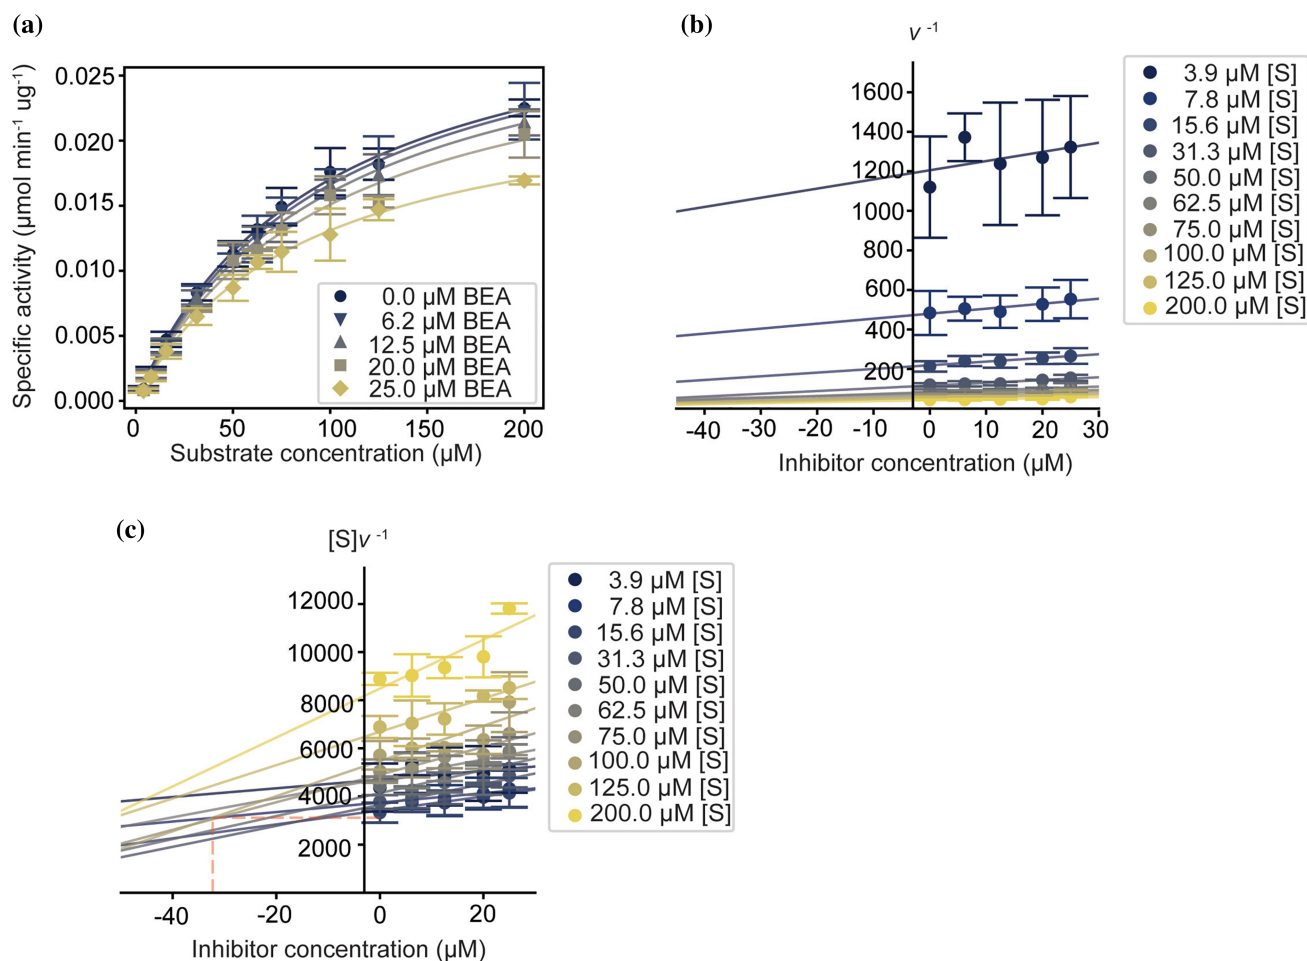 (a)
Specific activity (µmol min-1 ug-1)
0.025
0.020
0.015
0.010
0.005
0.000
0.0 µM BEA
6.2 µM BEA
12.5 µM BEA
20.0 µM BEA
25.0 µM BEA
0 50 100 150 200
Substrate concentration (µM)
(b)
v -1
1600
1400
1200
1000
800
600
400
200
-40 -30 -20 -10 0 10 20 30
Inhibitor concentration (µM)
3.9 µM [S]
7.8 µM [S]
15.6 µM [S]
31.3 µM [S]
50.0 µM [S]
62.5 µM [S]
75.0 µM [S]
100.0 µM [S]
125.0 µM [S]
200.0 µM [S]
(c)
[S]v -1
12000
10000
8000
6000
4000
2000
-40 -20 0 20
Inhibitor concentration (µM)
3.9 µM [S]
7.8 µM [S]
15.6 µM [S]
31.3 µM [S]
50.0 µM [S]
62.5 µM [S]
75.0 µM [S]
100.0 µM [S]
125.0 µM [S]
200.0 µM [S]